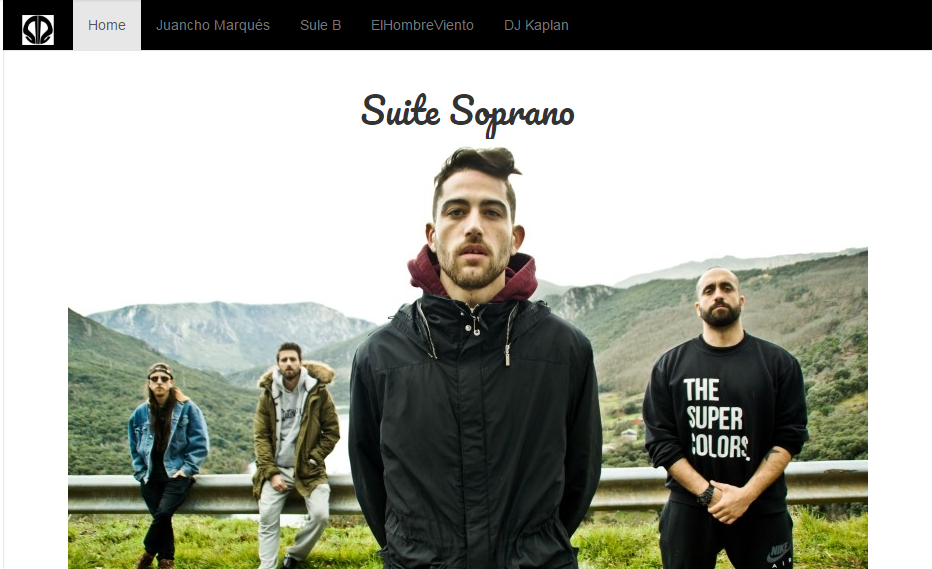 Home Juancho Marqués Sule B ElHombreViento DJ Kaplan
Suite Soprano
THE
SUPER
COLORS.
NIKE
AIR